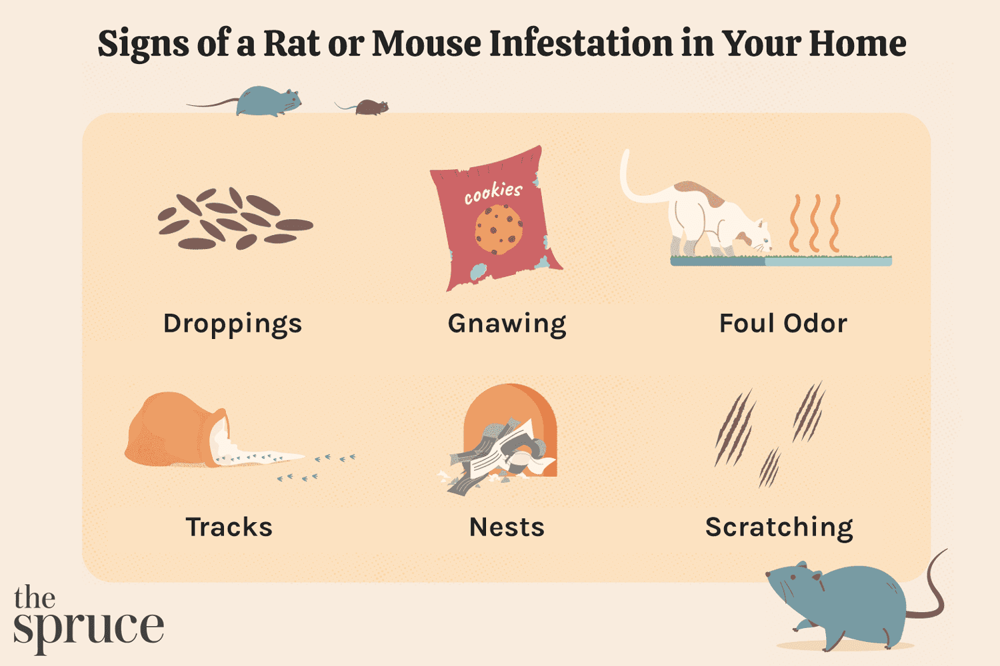 Signs of a Rat or Mouse Infestation in Your Home
cookies
Droppings
Gnawing
Foul Odor
Tracks
Nests
Scratching
the
spruce